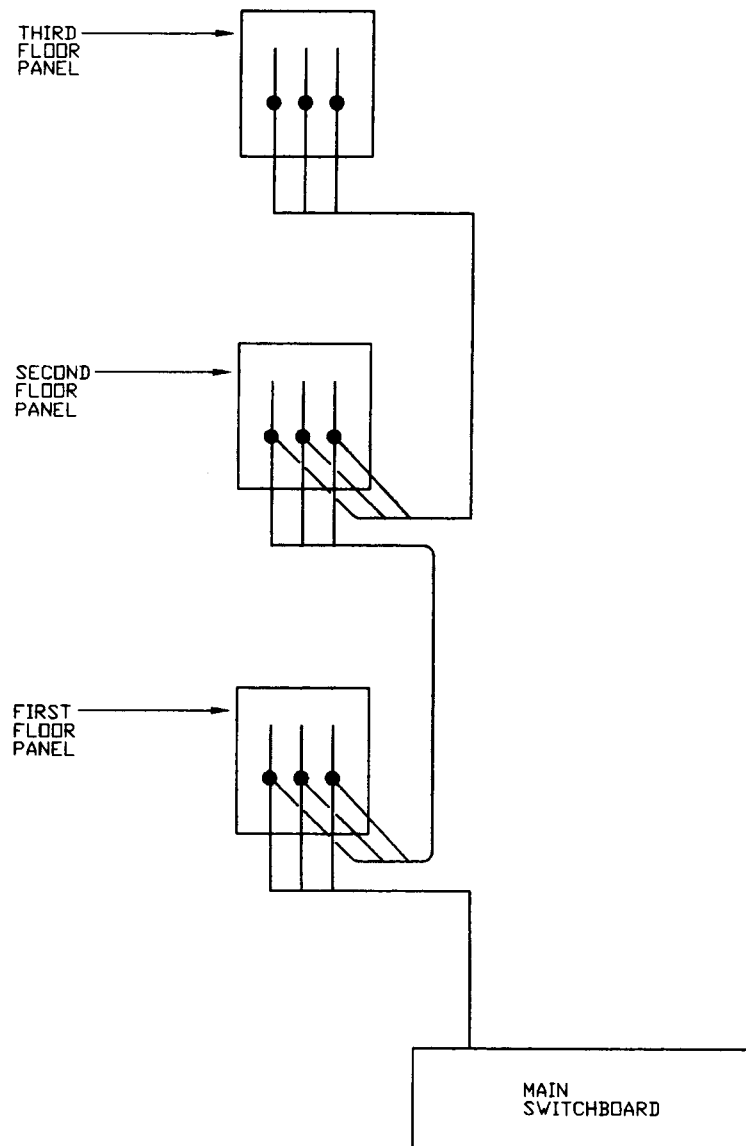 THIRD
FLOOR
PANEL
SECOND
FLOOR
PANEL
FIRST
FLOOR
PANEL
MAIN
SWITCHBOARD